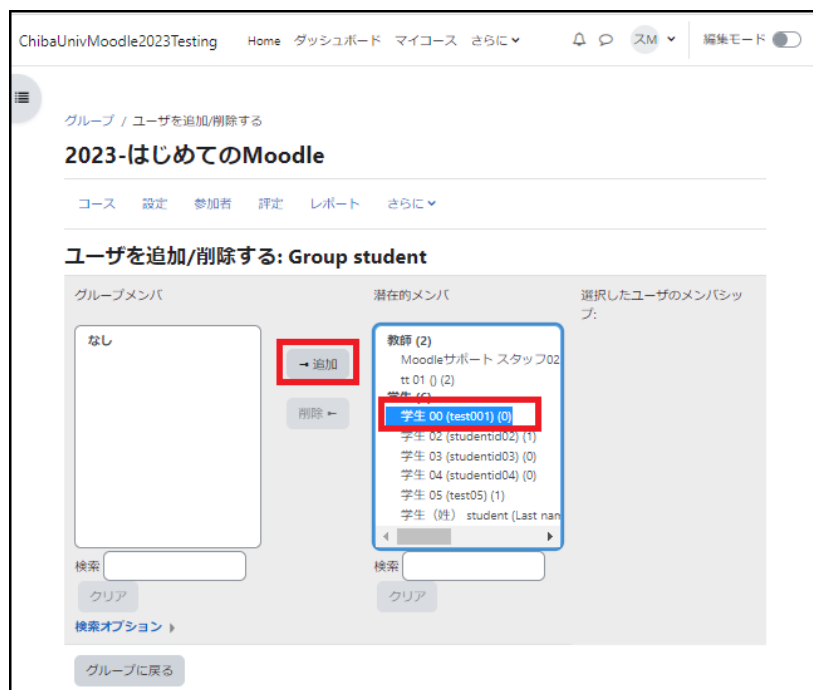 ChibaUnivMoodle2023Testing Home ダッシュボード マイコース さらに スM 編集モード
グループ / ユーザを追加/削除する
2023-はじめてのMoodle
コース 設定 参加者 評定 レポート さらに
ユーザを追加/削除する: Group student
グループメンバ
なし
→ 追加
削除 ←
検索
クリア
検索オプション
潜在的メンバ
教師 (2)
Moodleサポート スタッフ02
tt 01 () (2)
学生 (6)
学生 00 (test001) (0)
学生 02 (studentid02) (1)
学生 03 (studentid03) (0)
学生 04 (studentid04) (0)
学生 05 (test05) (1)
学生（姓） student (Last nan
検索
クリア
選択したユーザのメンバシッ
プ:
グループに戻る